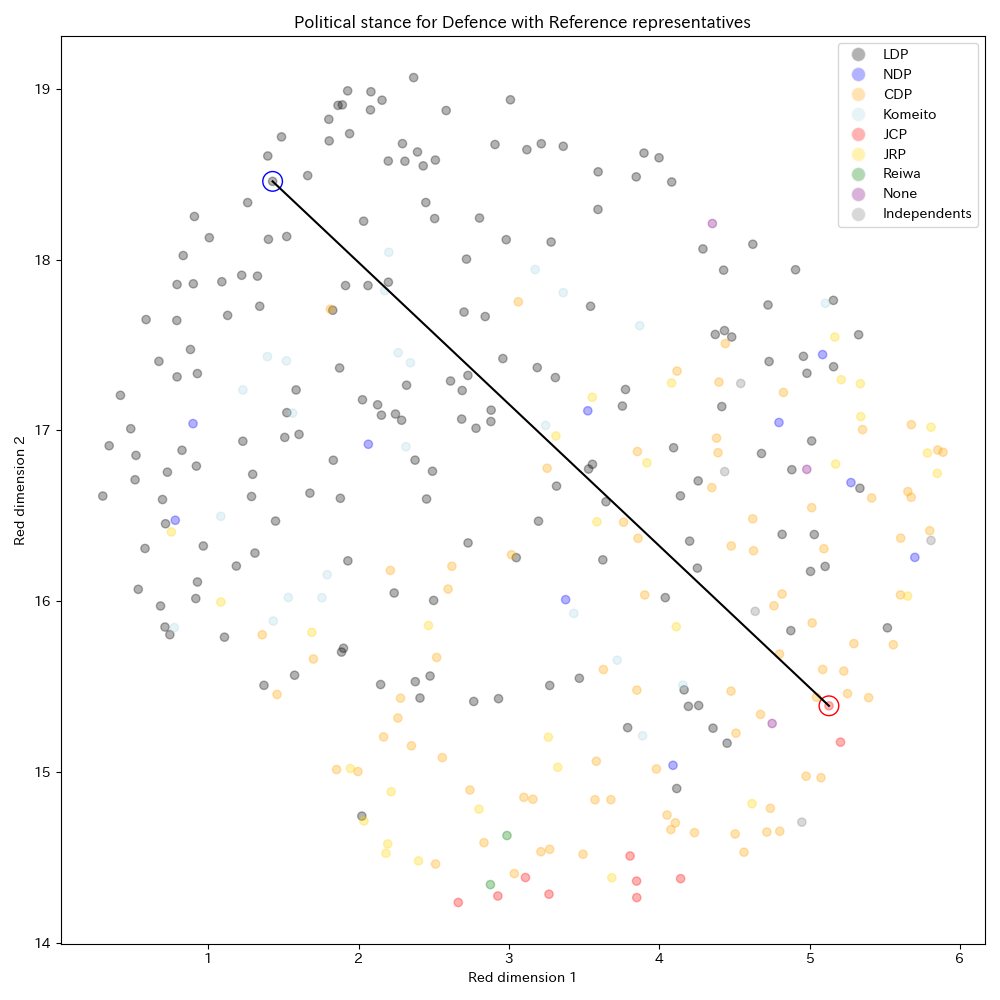 Political stance for Defence with Reference representatives
LDP
NDP
CDP
Komeito
JCP
JRP
Reiwa
None
Independents
19
18
17
16
15
14
Red dimension 2
1 2 3 4 5 6
Red dimension 1